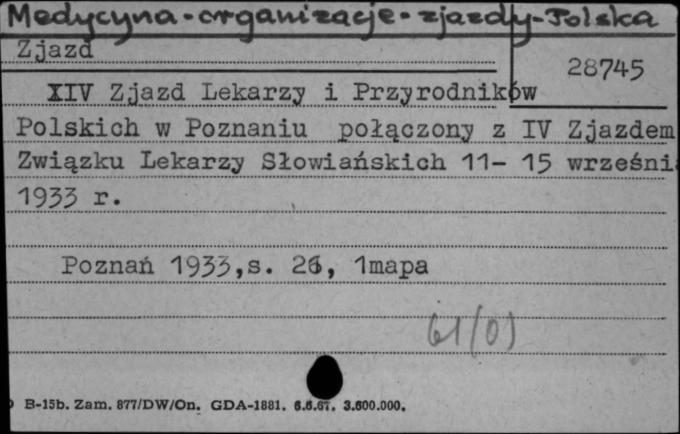 Medycyna - organizacje - zjazdy - Polska
Zjazd
28745
XIV Zjazd Lekarzy i Przyrodników
Polskich w Poznaniu połączony z IV Zjazdem
Związku Lekarzy Słowiańskich 11- 15 wrześni
1933 r.
Poznań 1933,s. 26, 1mapa
61(0)
B-15b. Zam. 877/DW/On. GDA-1881. 6.6.67. 3.600.000.